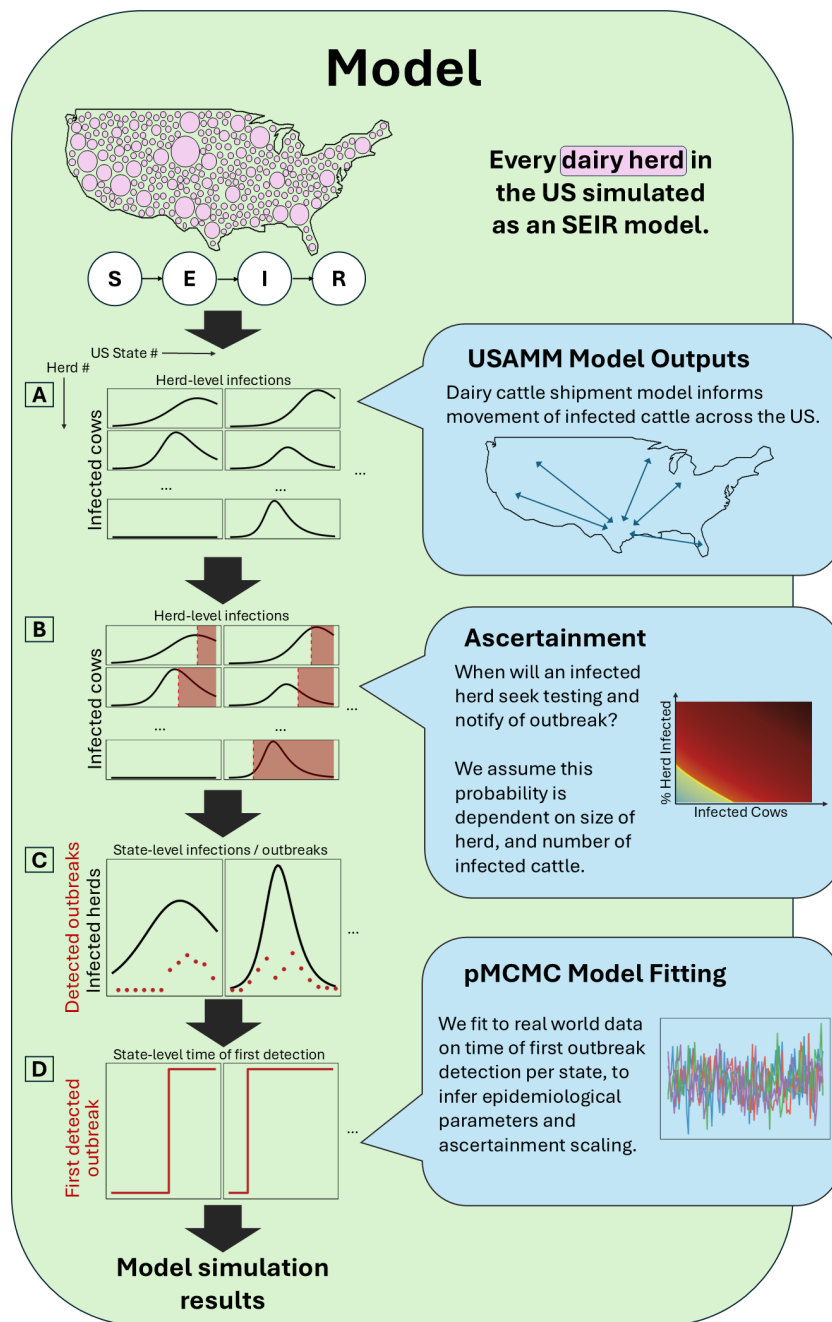 Model
Every dairy herd in
the US simulated
as an SEIR model.
S E I R
US State #
Herd #
A
Herd-level infections
Infected cows
...
... ...
USAMM Model Outputs
Dairy cattle shipment model informs
movement of infected cattle across the US.
B
Herd-level infections
Infected cows
...
... ...
Ascertainment
When will an infected
herd seek testing and
notify of outbreak?
We assume this
probability is
dependent on size of
herd, and number of
infected cattle.
% Herd Infected
Infected Cows
C
State-level infections / outbreaks
Detected outbreaks
Infected herds
...
pMCMC Model Fitting
We fit to real world data
on time of first outbreak
detection per state, to
infer epidemiological
parameters and
ascertainment scaling.
D
State-level time of first detection
First detected
outbreak
...
Model simulation
results